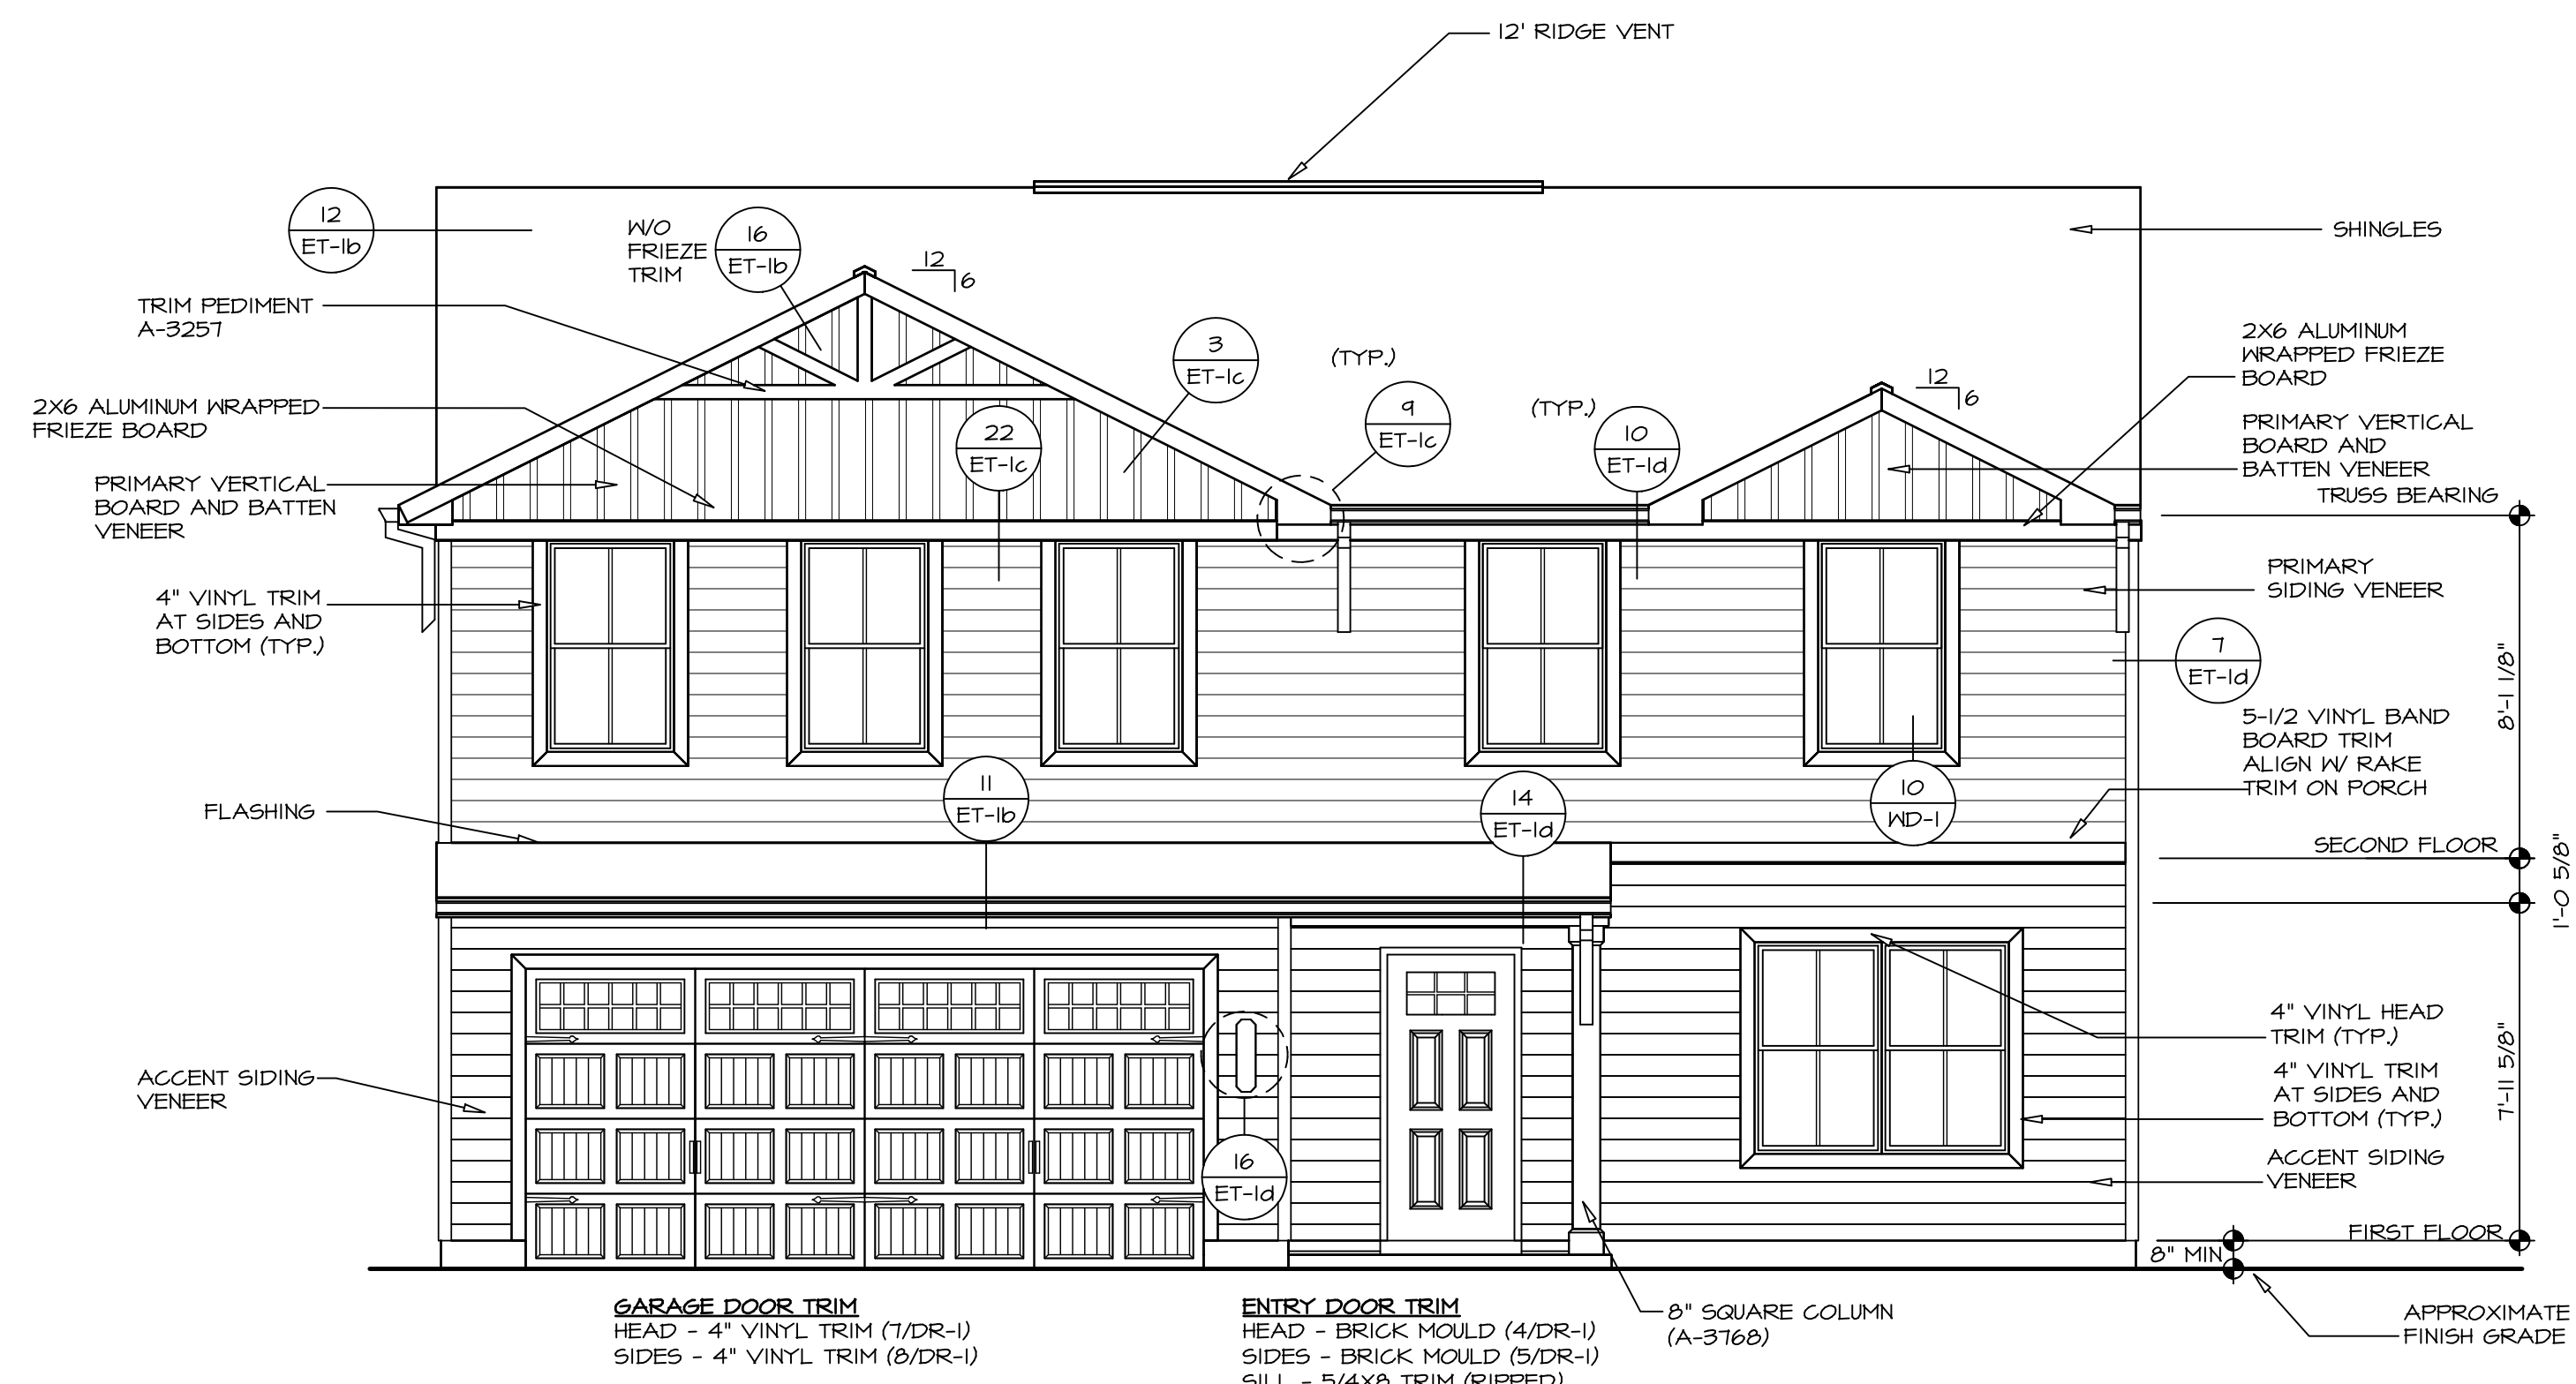 12' RIDGE VENT
12
ET-1b
W/O
FRIEZE
TRIM
16
ET-1b
12
6
SHINGLES
TRIM PEDIMENT
A-3257
3
ET-1c
(TYP.)
9
ET-1c
(TYP.)
10
ET-1d
12
6
2X6 ALUMINUM
WRAPPED FRIEZE
BOARD
2X6 ALUMINUM WRAPPED
FRIEZE BOARD
22
ET-1c
PRIMARY VERTICAL
BOARD AND
BATTEN VENEER
PRIMARY VERTICAL
BOARD AND BATTEN
VENEER
TRUSS BEARING
4" VINYL TRIM
AT SIDES AND
BOTTOM (TYP.)
PRIMARY
SIDING VENEER
7
ET-1d
8'-1 1/8"
5-1/2 VINYL BAND
BOARD TRIM
ALIGN W/ RAKE
TRIM ON PORCH
FLASHING
11
ET-1b
14
ET-1d
10
WD-1
SECOND FLOOR
1'-0 5/8"
4" VINYL HEAD
TRIM (TYP.)
4" VINYL TRIM
AT SIDES AND
BOTTOM (TYP.)
7'-11 5/8"
ACCENT SIDING
VENEER
16
ET-1d
ACCENT SIDING
VENEER
FIRST FLOOR
8" MIN
GARAGE DOOR TRIM
HEAD - 4" VINYL TRIM (7/DR-1)
SIDES - 4" VINYL TRIM (8/DR-1)
ENTRY DOOR TRIM
HEAD - BRICK MOULD (4/DR-1)
SIDES - BRICK MOULD (5/DR-1)
SILL - 5/4X8 TRIM (RIPPED)
8" SQUARE COLUMN
(A-3768)
APPROXIMATE
FINISH GRADE